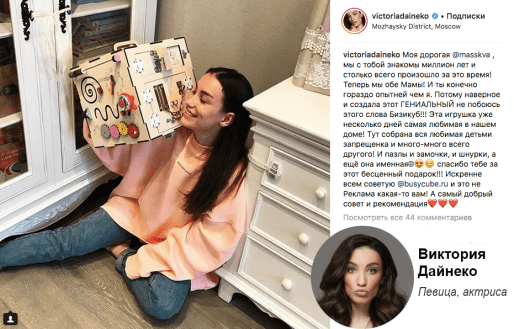 victoriadaineko • Подписки
Mozhaysky District, Moscow
victoriadaineko Моя дорогая @masskva ,
мы с тобой знакомы миллион лет и
столько всего произошло за это время!
Теперь мы обе Мамы! И ты конечно
гораздо опытней чем я. Потому наверное
и создала этот ГЕНИАЛЬНЫЙ не побоюсь
этого слова Бизикуб!!! Эта игрушка уже
несколько дней самая любимая в нашем
доме! Тут собрана вся любимая детьми
запрещенка и много-много всего
другого! И пазлы и замочки, и шнурки, а
ещё она именная😍😍😊 спасибо тебе за
этот бесценный подарок!!! Искренне
всем советую @busycube.ru и это не
Реклама какая-то вам! А самый добрый
совет и рекомендация❤❤❤
Посмотреть все 44 комментариев
Виктория
Дайнеко
Певица, актриса